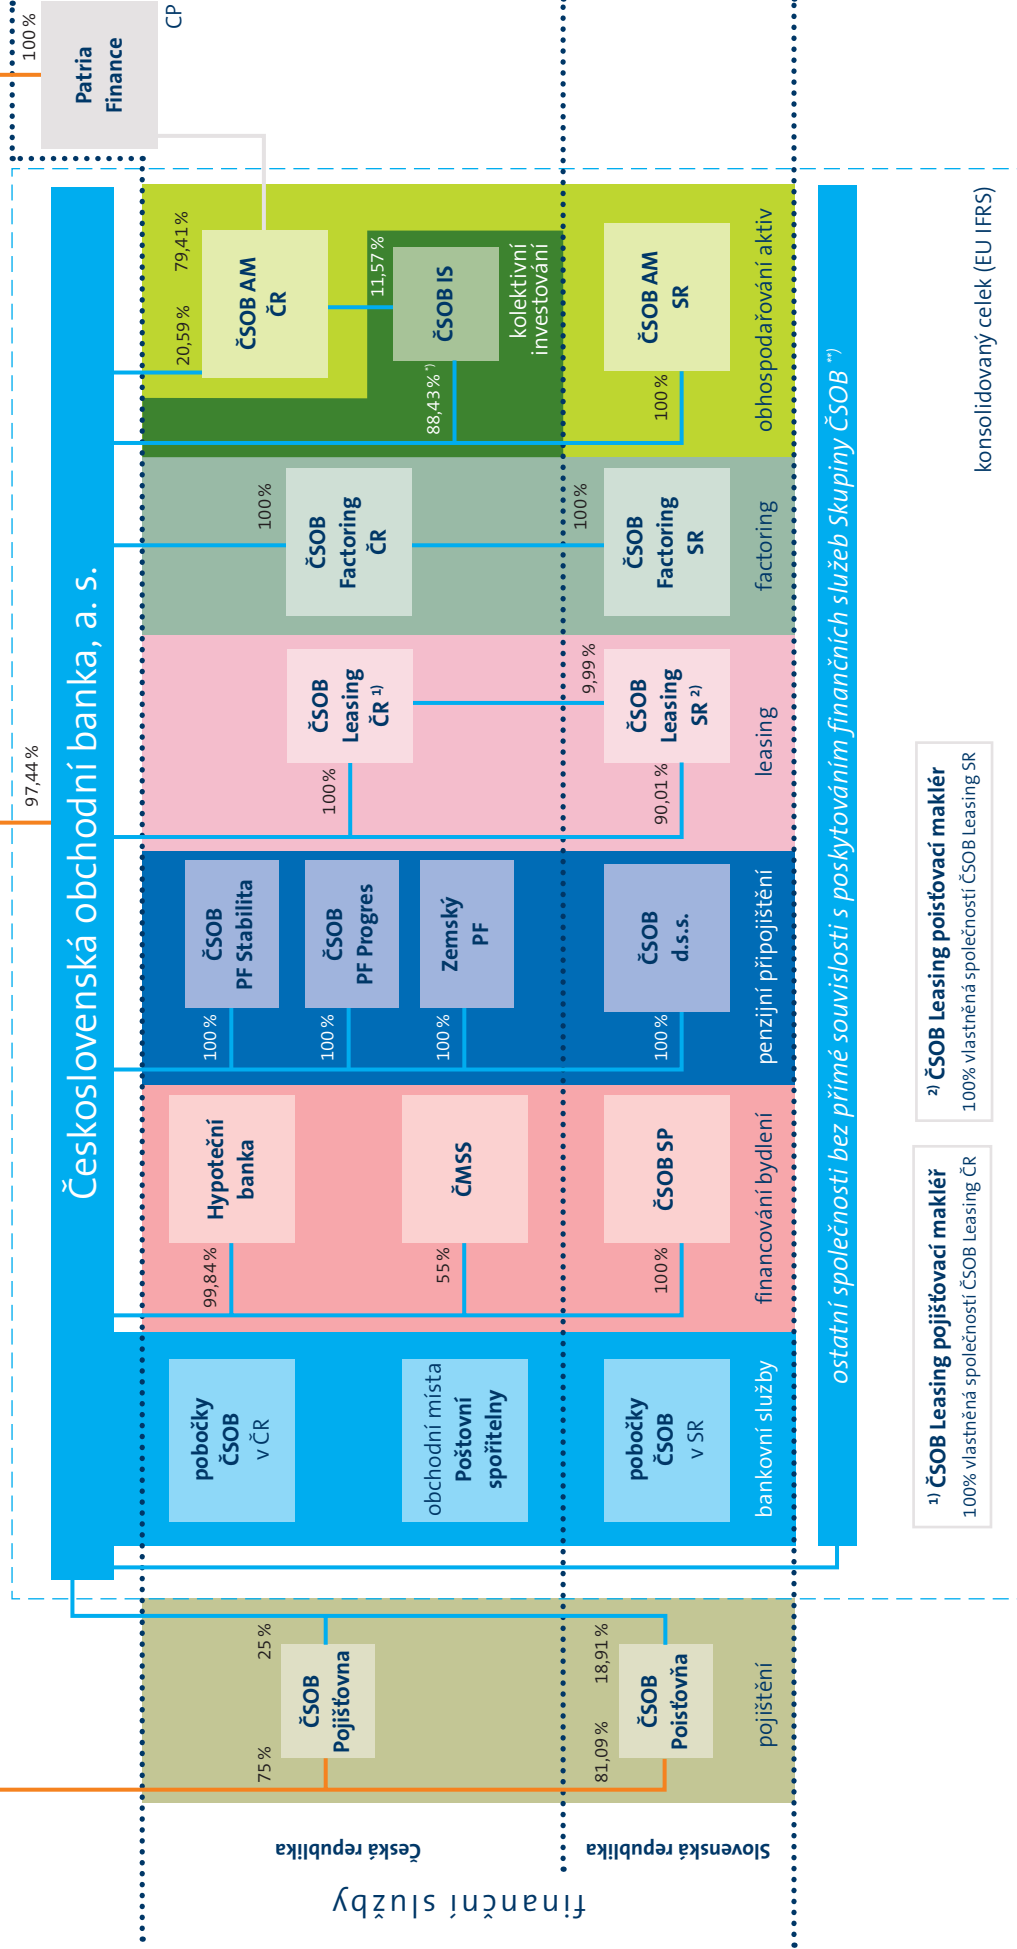 97,44 %
100 %
Patria
Finance
CP
Československá obchodní banka, a. s.
finanční služby
Česká republika
Slovenská republika
75 %
25 %
ČSOB
Pojišťovna
81,09 %
18,91 %
ČSOB
Poisťovňa
pojištění
pobočky
ČSOB
v ČR
obchodní místa
Poštovní
spořitelny
pobočky
ČSOB
v SR
bankovní služby
99,84 %
Hypoteční
banka
55 %
ČMSS
100 %
ČSOB SP
financování bydlení
100 %
ČSOB
PF Stabilita
100 %
ČSOB
PF Progres
100 %
Zemský
PF
100 %
ČSOB
d.s.s.
penzijní připojištění
100 %
ČSOB
Leasing
ČR 1)
9,99 %
90,01 %
ČSOB
Leasing
SR 2)
leasing
100 %
ČSOB
Factoring
ČR
100 %
ČSOB
Factoring
SR
factoring
20,59 %
79,41 %
ČSOB AM
ČR
11,57 %
88,43 % *)
ČSOB IS
kolektivní
investování
100 %
ČSOB AM
SR
obhospodařování aktiv
ostatní společnosti bez přímé souvislosti s poskytováním finančních služeb Skupiny ČSOB **)
1) ČSOB Leasing pojišťovací makléř
100% vlastněná společností ČSOB Leasing ČR
2) ČSOB Leasing poisťovací maklér
100% vlastněná společností ČSOB Leasing SR
konsolidovaný celek (EU IFRS)